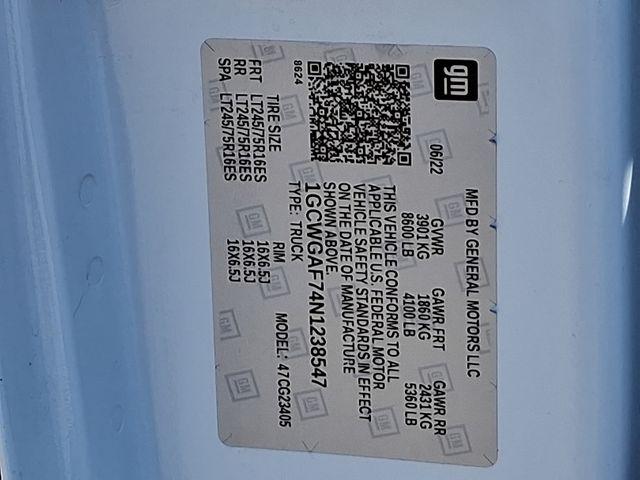 gm
MFD BY GENERAL MOTORS LLC
06/22
GVWR GAWR FRT GAWR RR
3901 KG 1860 KG 2431 KG
8600 LB 4100 LB 5360 LB
THIS VEHICLE CONFORMS TO ALL
APPLICABLE U.S. FEDERAL MOTOR
VEHICLE SAFETY STANDARDS IN EFFECT
ON THE DATE OF MANUFACTURE
SHOWN ABOVE.
1GCWGAF74N1238547
TYPE: TRUCK MODEL: 47CG23405
8624
TIRE SIZE RIM
FRT LT245/75R16ES 16X6.5J
RR LT245/75R16ES 16X6.5J
SPA LT245/75R16ES 16X6.5J